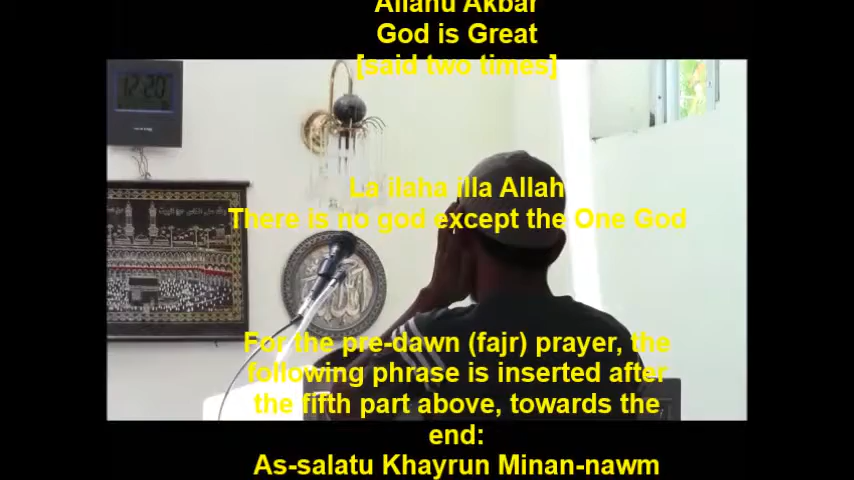 Allahu Akbar
God is Great
[said two times]
12:20
La ilaha illa Allah
There is no god except the One God
For the pre-dawn (fajr) prayer, the
following phrase is inserted after
the fifth part above, towards the
end:
As-salatu Khayrun Minan-nawm